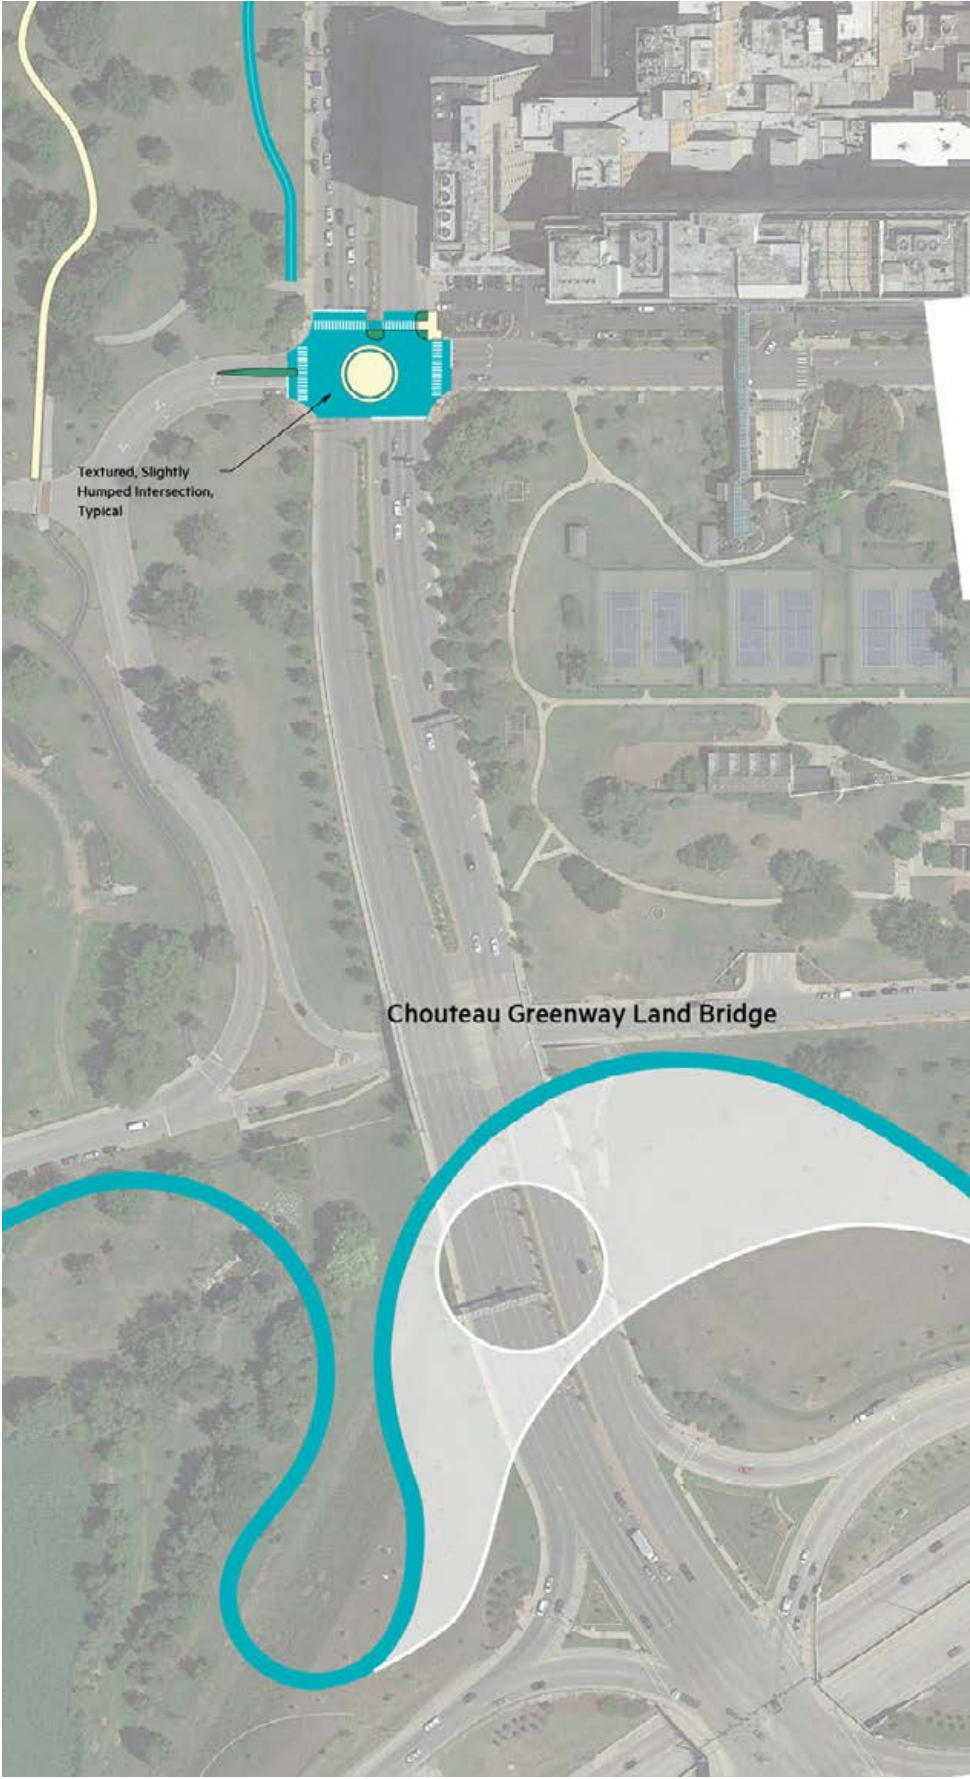 Textured, Slightly
Humped Intersection,
Typical
Chouteau Greenway Land Bridge